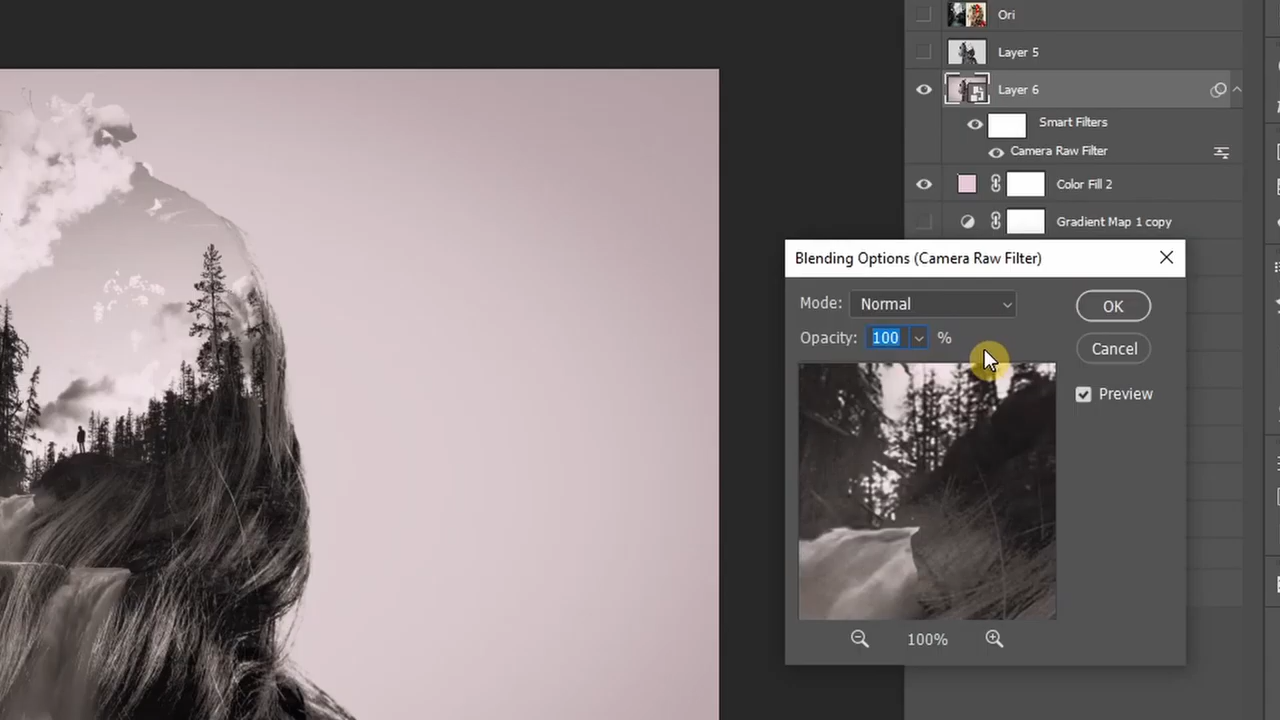 Ori
Layer 5
Layer 6
Smart Filters
Camera Raw Filter
Color Fill 2
Gradient Map 1 copy
Blending Options (Camera Raw Filter)
Mode: Normal
OK
Opacity: 100 %
Cancel
Preview
100%